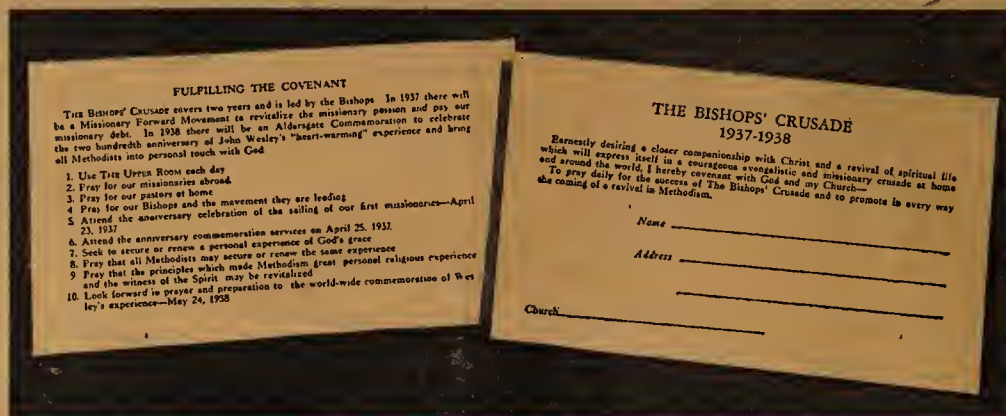 FULFILLING THE COVENANT
THE BISHOPS' CRUSADE covers two years and is led by the Bishops In 1937 there will
be a Missionary Forward Movement to revitalize the missionary passion and pay our
missionary debt. In 1938 there will be an Aldersgate Commemoration to celebrate
the two hundredth anniversary of John Wesley's "heart-warming" experience and bring
all Methodists into personal touch with God
1. Use THE UPPER ROOM each day
2. Pray for our missionaries abroad
3. Pray for our pastors at home
4 Pray for our Bishops and the movement they are leading
5. Attend the anniversary celebration of the sailing of our first missionaries—April
23, 1937
6. Attend the anniversary commemoration services on April 25, 1937.
7. Seek to secure or renew a personal experience of God's grace
8. Pray that all Methodists may secure or renew the same experience
9 Pray that the principles which made Methodism great personal religious experience
and the witness of the Spirit may be revitalized
10. Look forward in prayer and preparation to the world-wide commemoration of Wes
ley's experience—May 24, 1938
THE BISHOPS' CRUSADE
1937-1938
Earnestly desiring a closer companionship with Christ and a revival of spiritual life
which will express itself in a courageous evangelistic and missionary crusade at home
and around the world, I hereby covenant with God and my Church—
To pray daily for the success of The Bishops' Crusade and to promote in every way
the coming of a revival in Methodism.
Name
Address
Church